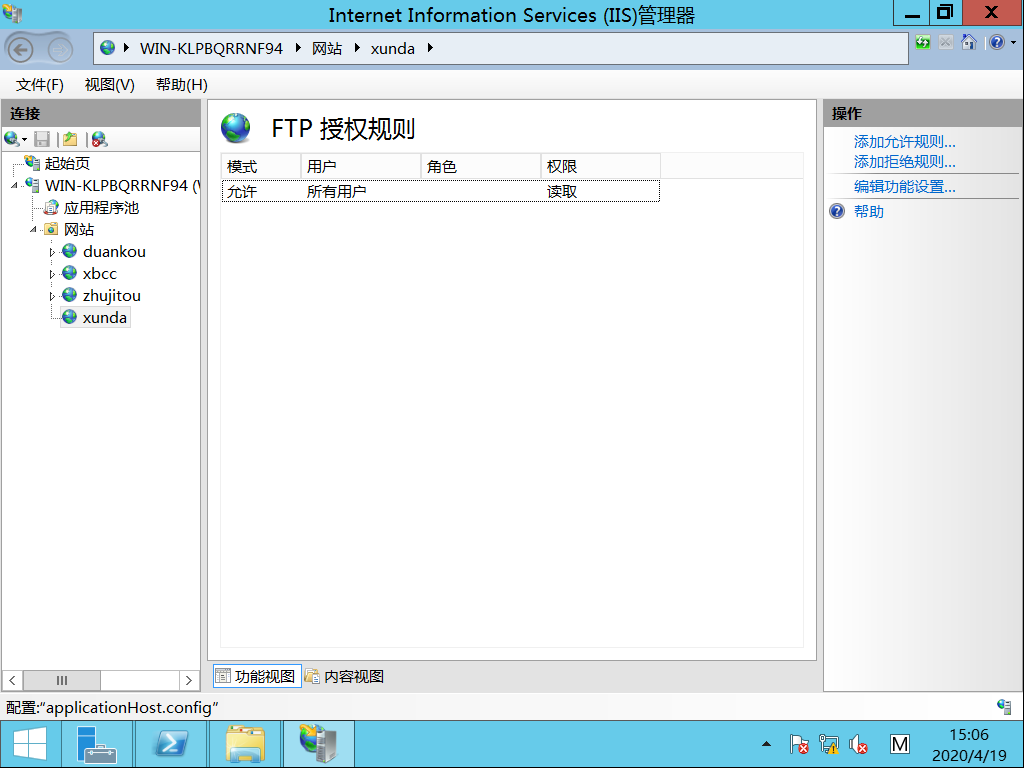 Internet Information Services (IIS)管理器
WIN-KLPBQRRNF94 网站 xunda
文件(F) 视图(V) 帮助(H)
连接
起始页
WIN-KLPBQRRNF94 (
应用程序池
网站
duankou
xbcc
zhujitou
xunda
FTP 授权规则
模式 用户 角色 权限
允许 所有用户 读取
功能视图 内容视图
操作
添加允许规则...
添加拒绝规则...
编辑功能设置...
帮助
配置:“applicationHost.config”
M
15:06
2020/4/19